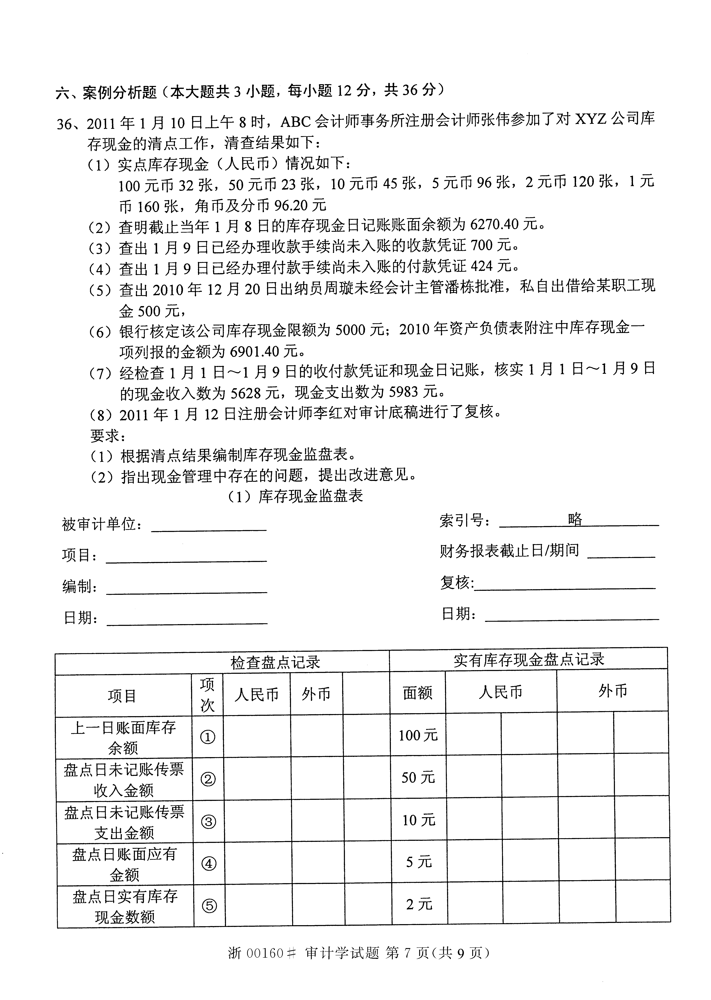 六、案例分析题（本大题共 3 小题，每小题 12 分，共 36 分）
36、2011 年 1 月 10 日上午 8 时，ABC 会计师事务所注册会计师张伟参加了对 XYZ 公司库
存现金的清点工作，清查结果如下：
（1）实点库存现金（人民币）情况如下：
100 元币 32 张，50 元币 23 张，10 元币 45 张，5 元币 96 张，2 元币 120 张，1 元
币 160 张，角币及分币 96.20 元
（2）查明截止当年 1 月 8 日的库存现金日记账账面余额为 6270.40 元。
（3）查出 1 月 9 日已经办理收款手续尚未入账的收款凭证 700 元。
（4）查出 1 月 9 日已经办理付款手续尚未入账的付款凭证 424 元。
（5）查出 2010 年 12 月 20 日出纳员周璇未经会计主管潘栋批准，私自出借给某职工现
金 500 元，
（6）银行核定该公司库存现金限额为 5000 元；2010 年资产负债表附注中库存现金一
项列报的金额为 6901.40 元。
（7）经检查 1 月 1 日～1 月 9 日的收付款凭证和现金日记账，核实 1 月 1 日～1 月 9 日
的现金收入数为 5628 元，现金支出数为 5983 元。
（8）2011 年 1 月 12 日注册会计师李红对审计底稿进行了复核。
要求：
（1）根据清点结果编制库存现金监盘表。
（2）指出现金管理中存在的问题，提出改进意见。
（1）库存现金监盘表
被审计单位： 索引号： 略
项目： 财务报表截止日/期间
编制： 复核:
日期： 日期：
检查盘点记录 实有库存现金盘点记录
项目 项次 人民币 外币 面额 人民币 外币
上一日账面库存余额 ① 100 元
盘点日未记账传票收入金额 ② 50 元
盘点日未记账传票支出金额 ③ 10 元
盘点日账面应有金额 ④ 5 元
盘点日实有库存现金数额 ⑤ 2 元
浙 00160# 审计学试题 第 7 页(共 9 页)